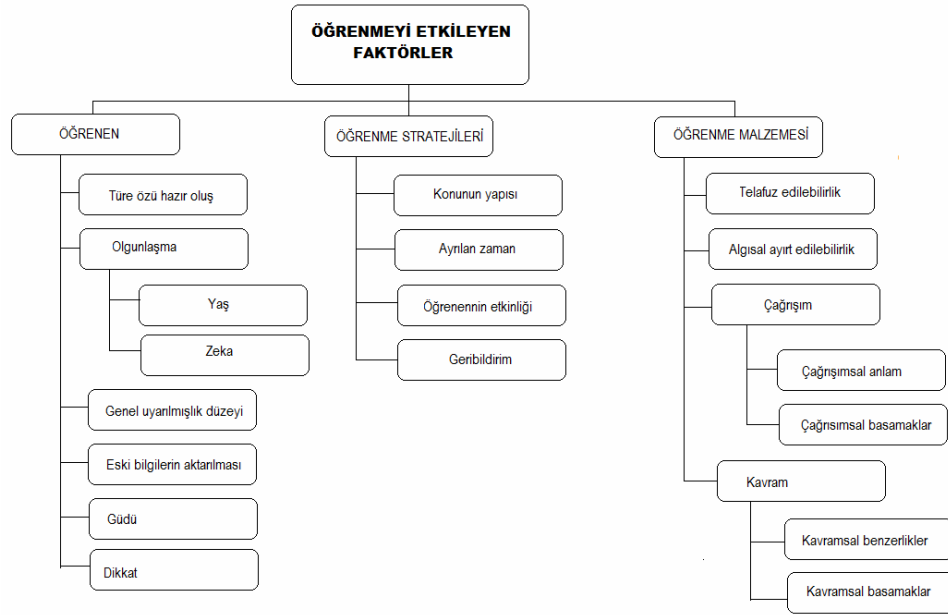 ÖĞRENMEYİ ETKİLEYEN
FAKTÖRLER
ÖĞRENEN
Türe özü hazır oluş
Olgunlaşma
Yaş
Zeka
Genel uyarılmışlık düzeyi
Eski bilgilerin aktarılması
Güdü
Dikkat
ÖĞRENME STRATEJİLERİ
Konunun yapısı
Ayrılan zaman
Öğrenennin etkinliği
Geribildirim
ÖĞRENME MALZEMESİ
Telafuz edilebilirlik
Algısal ayırt edilebilirlik
Çağrışım
Çağrışımsal anlam
Çağrısımsal basamaklar
Kavram
Kavramsal benzerlikler
Kavramsal basamaklar